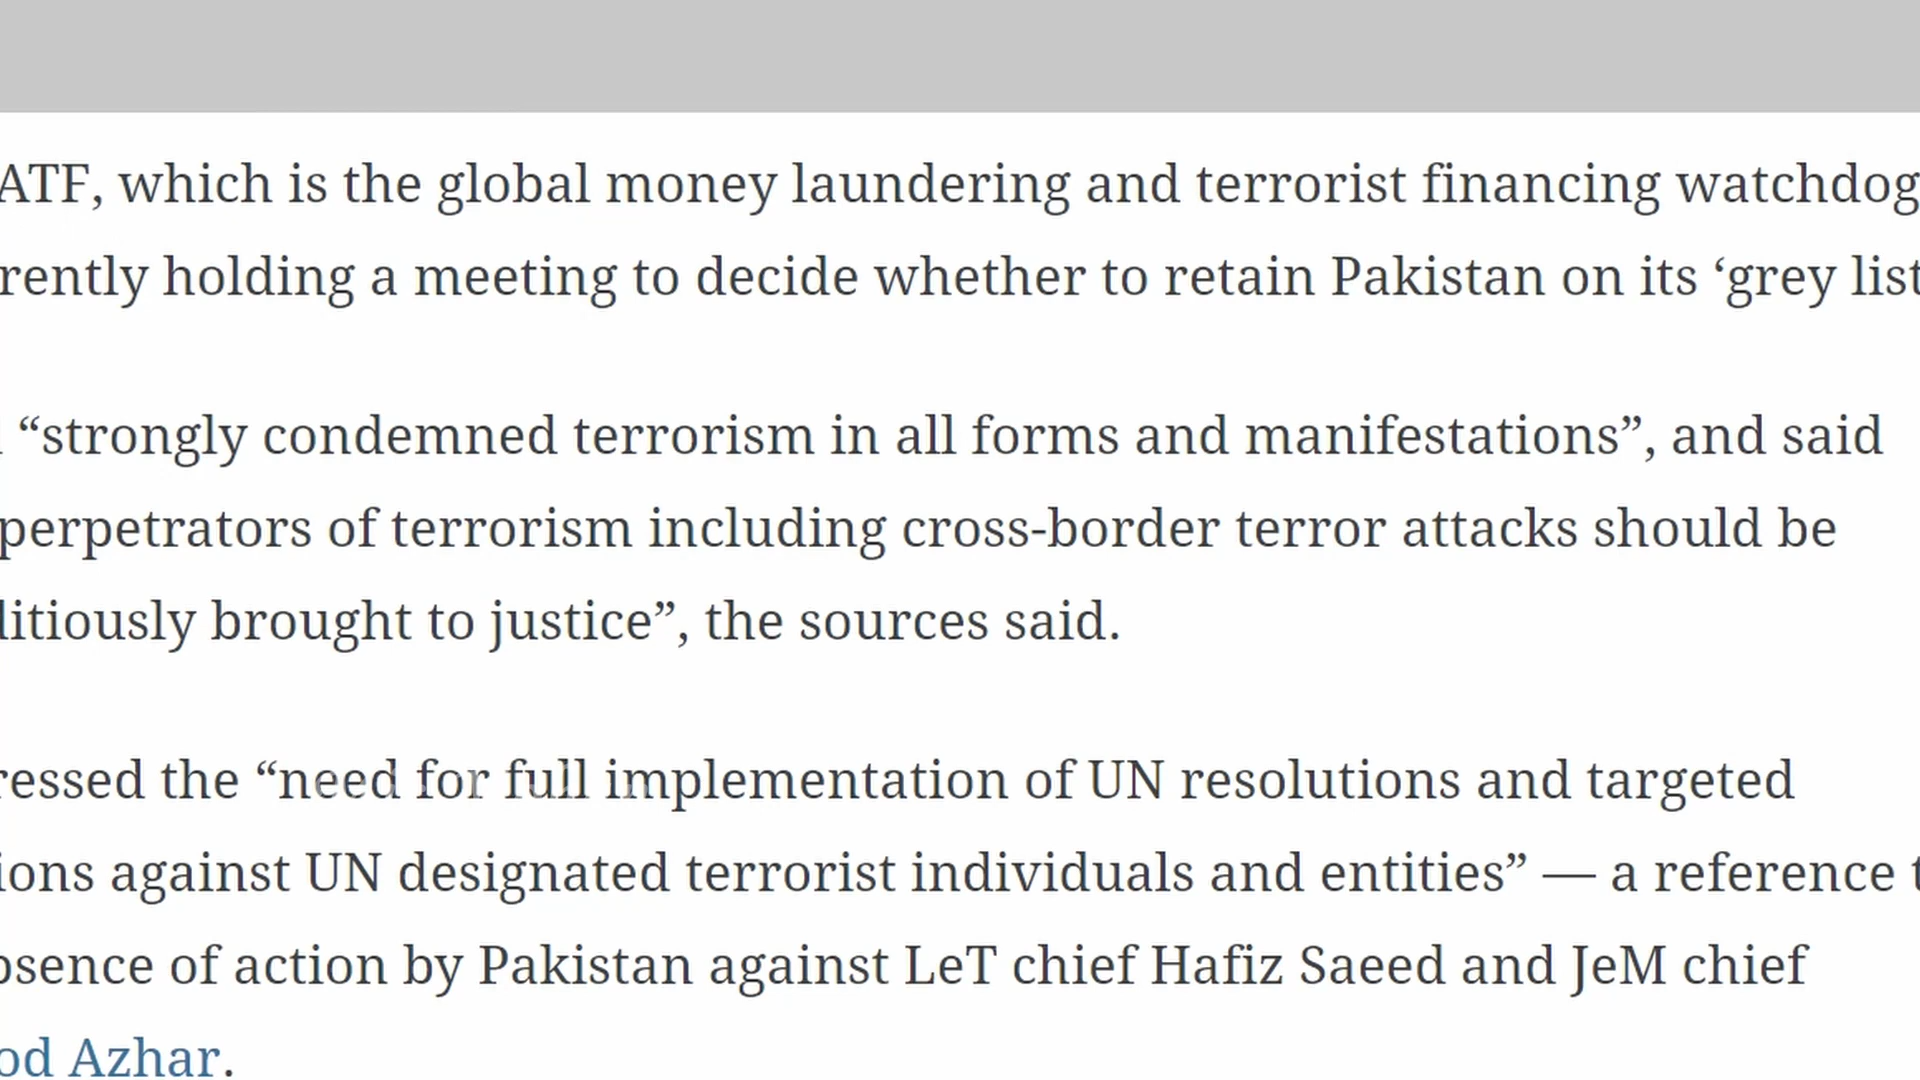 ATF, which is the global money laundering and terrorist financing watchdog
rently holding a meeting to decide whether to retain Pakistan on its ‘grey list
“strongly condemned terrorism in all forms and manifestations”, and said
perpetrators of terrorism including cross-border terror attacks should be
litiously brought to justice”, the sources said.
ressed the “need for full implementation of UN resolutions and targeted
ions against UN designated terrorist individuals and entities” — a reference t
bsence of action by Pakistan against LeT chief Hafiz Saeed and JeM chief
od Azhar.